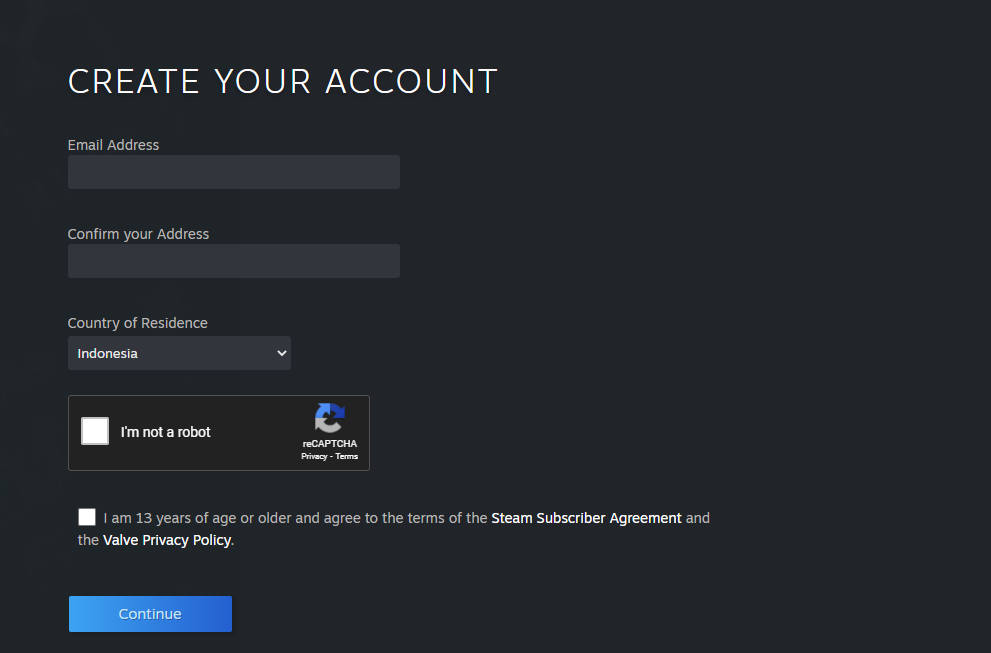 CREATE YOUR ACCOUNT
Email Address
Confirm your Address
Country of Residence
Indonesia
I'm not a robot
reCAPTCHA
Privacy - Terms
I am 13 years of age or older and agree to the terms of the Steam Subscriber Agreement and
the Valve Privacy Policy.
Continue